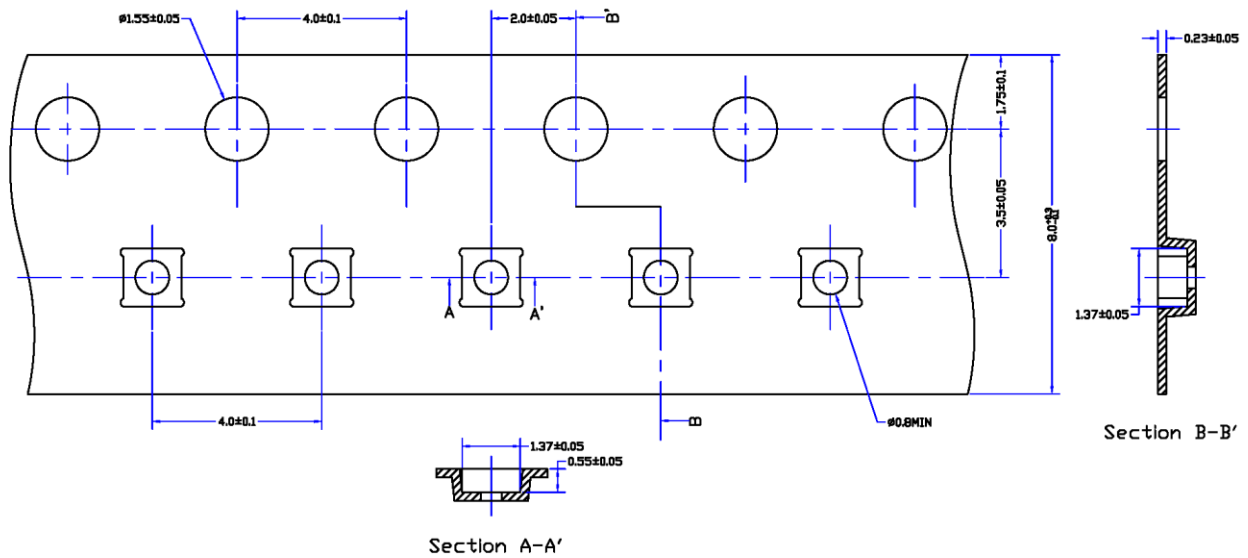 ø1.55±0.05
4.0±0.1
2.0±0.05
B'
0.23±0.05
1.75±0.1
3.5±0.05
A
A'
1.37±0.05
4.0±0.1
B
ø0.8MIN
Section B-B'
1.37±0.05
0.55±0.05
Section A-A'